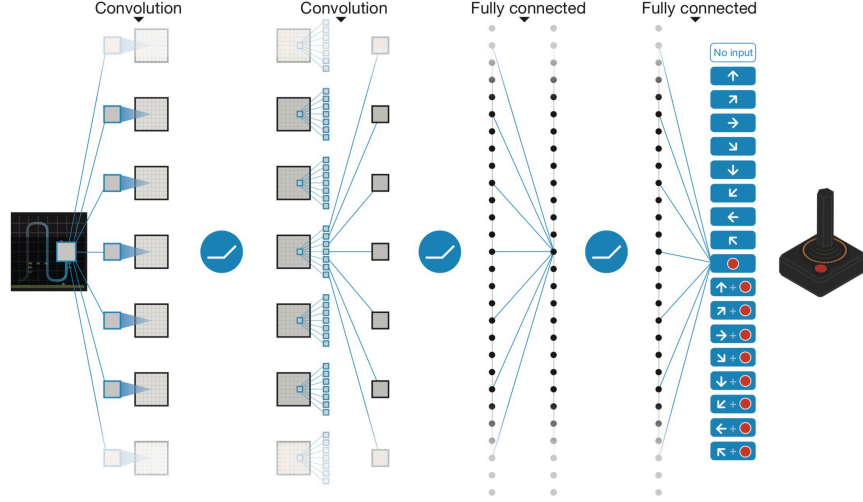 Convolution
Convolution
Fully connected
Fully connected
No input
+
+
+
+
+
+
+
+